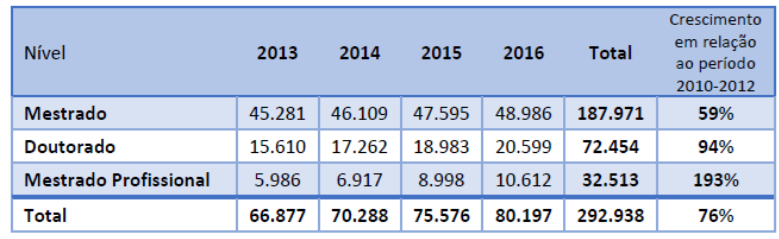 Nível 2013 2014 2015 2016 Total Crescimento
em relação
ao período
2010-2012
Mestrado 45.281 46.109 47.595 48.986 187.971 59%
Doutorado 15.610 17.262 18.983 20.599 72.454 94%
Mestrado Profissional 5.986 6.917 8.998 10.612 32.513 193%
Total 66.877 70.288 75.576 80.197 292.938 76%